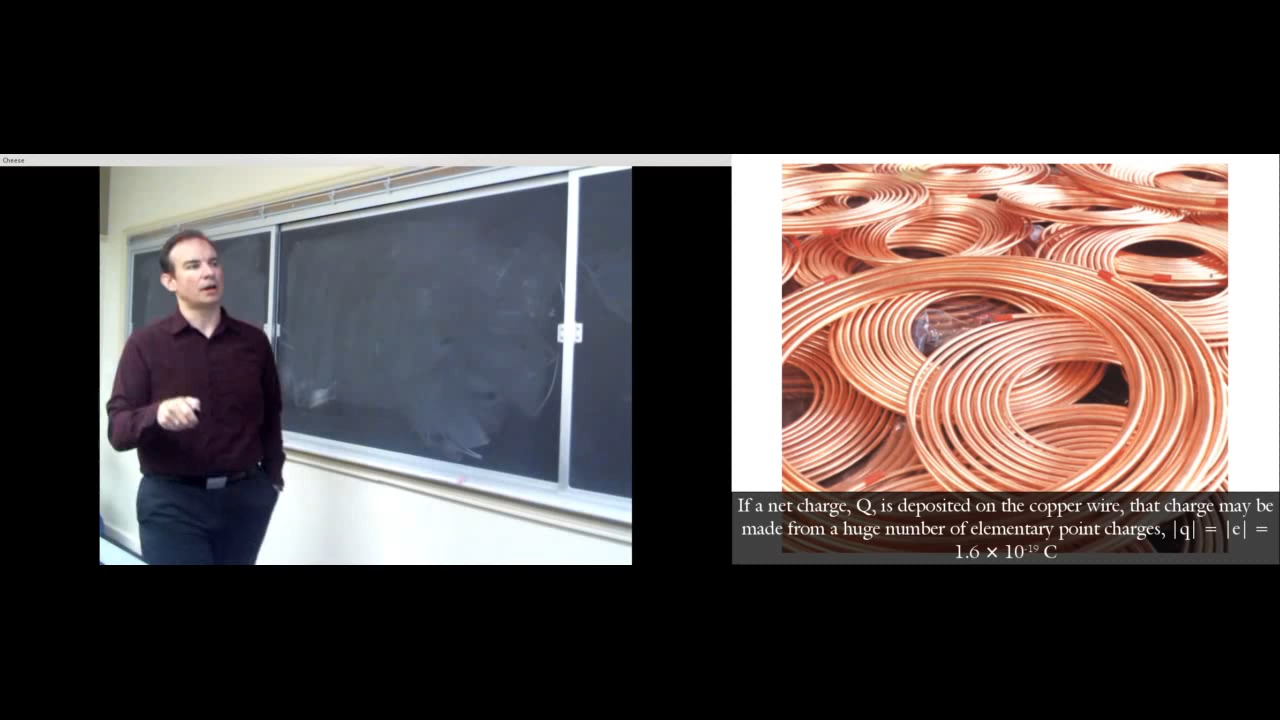 Cheese
If a net charge, Q, is deposited on the copper wire, that charge may be
made from a huge number of elementary point charges, |q| = |e| =
1.6 × 10⁻¹⁹ C